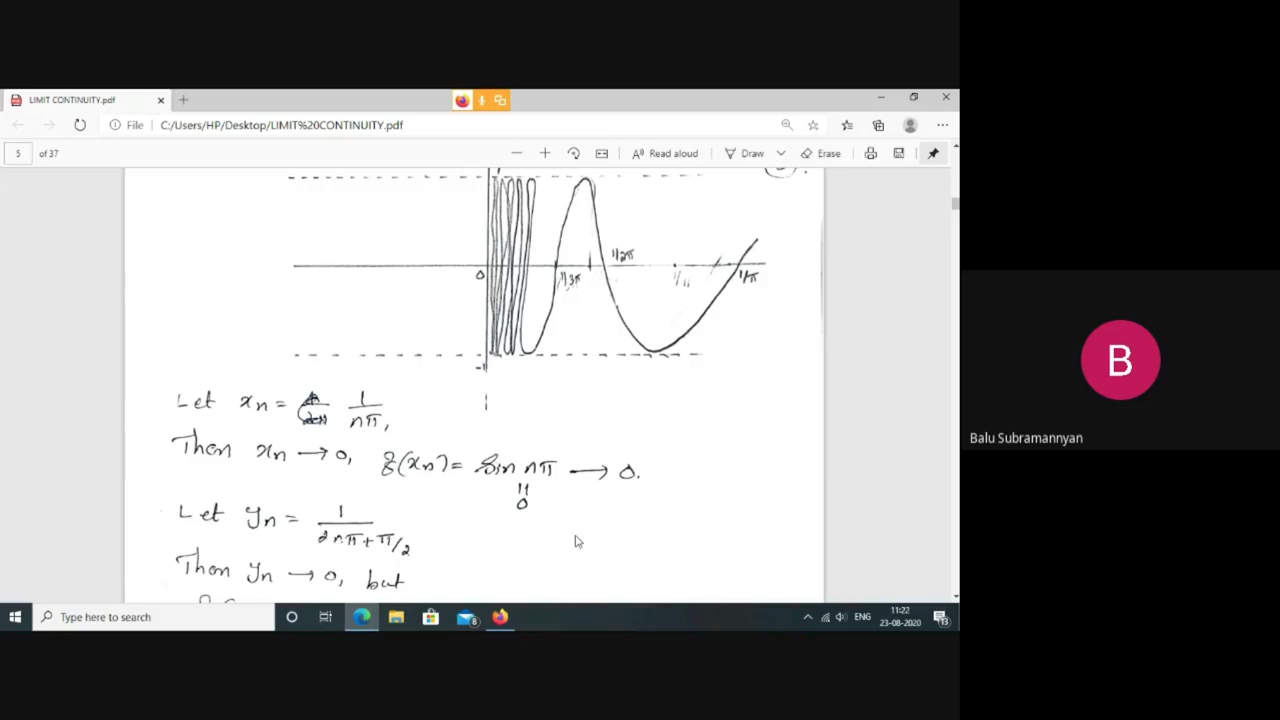 LIMIT CONTINUITY.pdf
File C:/Users/HP/Desktop/LIMIT%20CONTINUITY.pdf
5 of 37 Read aloud Draw Erase
1/2π
0 1/3π 1/π
-1
Let xn = 1/nπ,
Then xn → 0, g(xn) = sin nπ → 0.
0
Let yn = 1/2nπ+π/2
Then yn → 0, but
B
Balu Subramannyan
Type here to search 8 ENG 11:22 23-08-2020 13